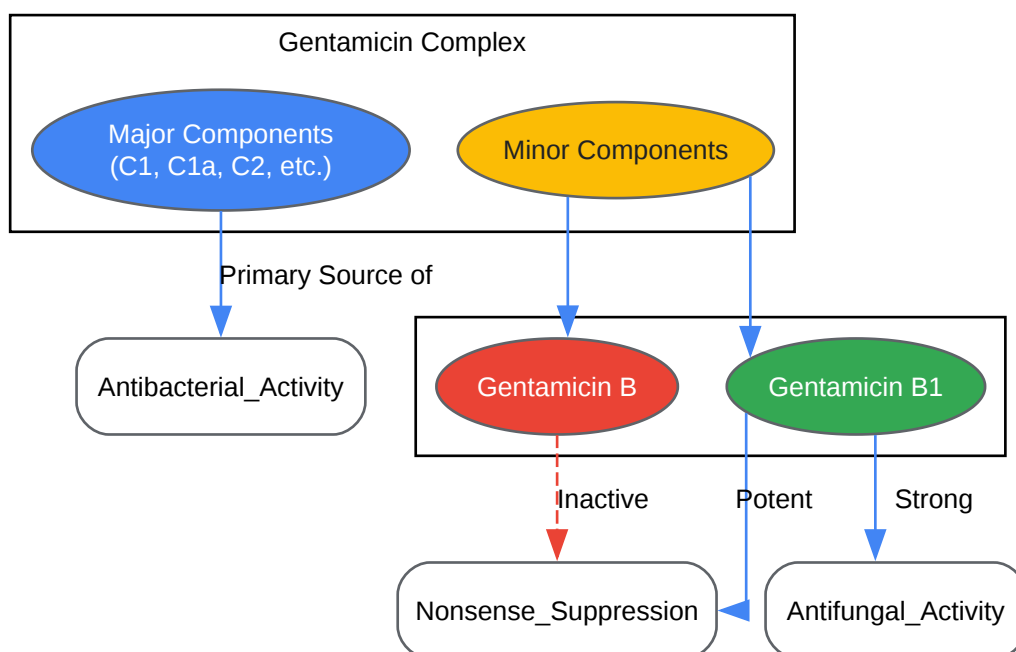 Gentamicin Complex
Major Components
(C1, C1a, C2, etc.)
Minor Components
Primary Source of
Antibacterial_Activity
Gentamicin B
Gentamicin B1
Inactive
Potent
Strong
Nonsense_Suppression
Antifungal_Activity